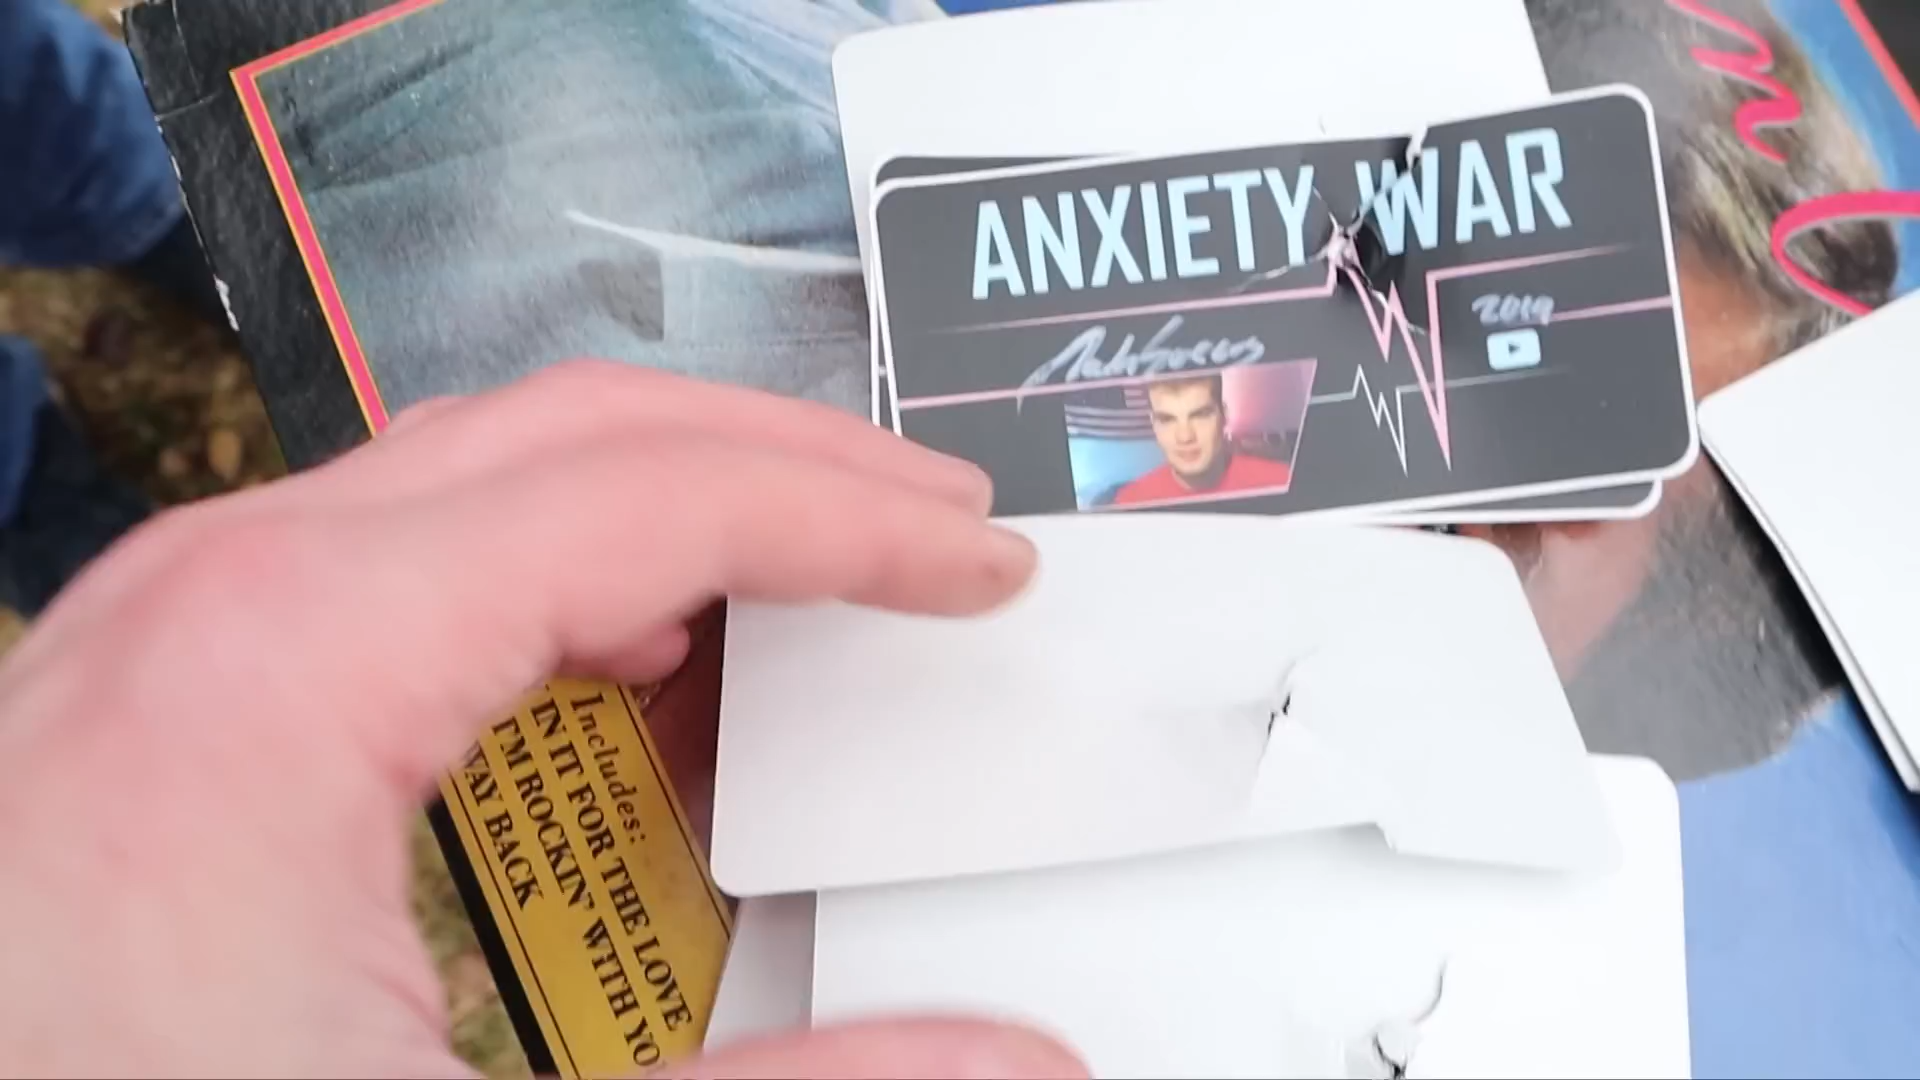 ANXIETY WAR
2019
Includes:
IN IT FOR THE LOVE
I'M ROCKIN' WITH YO
WAY BACK